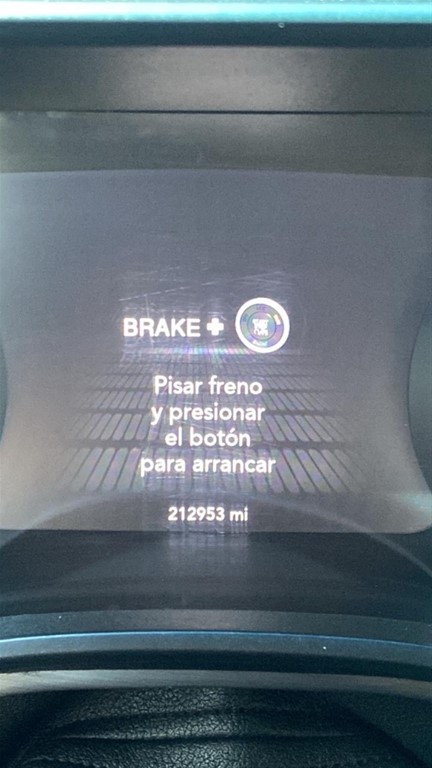 BRAKE +
Pisar freno
y presionar
el botón
para arrancar
212953 mi